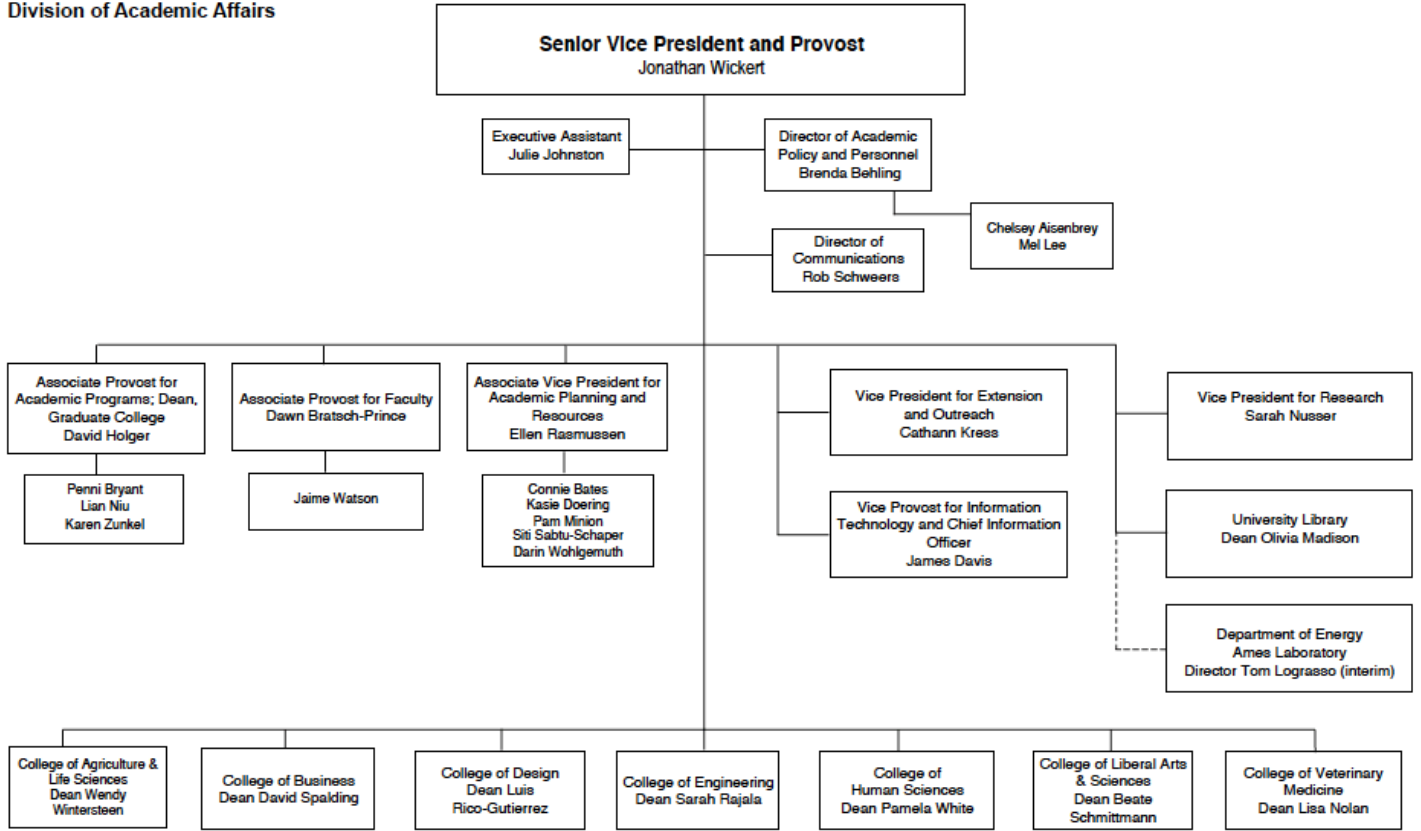 Division of Academic Affairs
Senior Vice President and Provost
Jonathan Wickert
Executive Assistant
Julie Johnston
Director of Academic
Policy and Personnel
Brenda Behling
Chelsey Aisenbrey
Mel Lee
Director of
Communications
Rob Schweers
Associate Provost for
Academic Programs; Dean,
Graduate College
David Holger
Associate Provost for Faculty
Dawn Bratsch-Prince
Associate Vice President for
Academic Planning and
Resources
Ellen Rasmussen
Vice President for Extension
and Outreach
Cathann Kress
Vice President for Research
Sarah Nusser
Penni Bryant
Lian Niu
Karen Zunkel
Jaime Watson
Connie Bates
Kasie Doering
Pam Minion
Siti Sabtu-Schaper
Darin Wohlgemuth
Vice Provost for Information
Technology and Chief Information
Officer
James Davis
University Library
Dean Olivia Madison
Department of Energy
Ames Laboratory
Director Tom Lograsso (interim)
College of Agriculture &
Life Sciences
Dean Wendy
Wintersteen
College of Business
Dean David Spalding
College of Design
Dean Luis
Rico-Gutierrez
College of Engineering
Dean Sarah Rajala
College of
Human Sciences
Dean Pamela White
College of Liberal Arts
& Sciences
Dean Beate
Schmittmann
College of Veterinary
Medicine
Dean Lisa Nolan